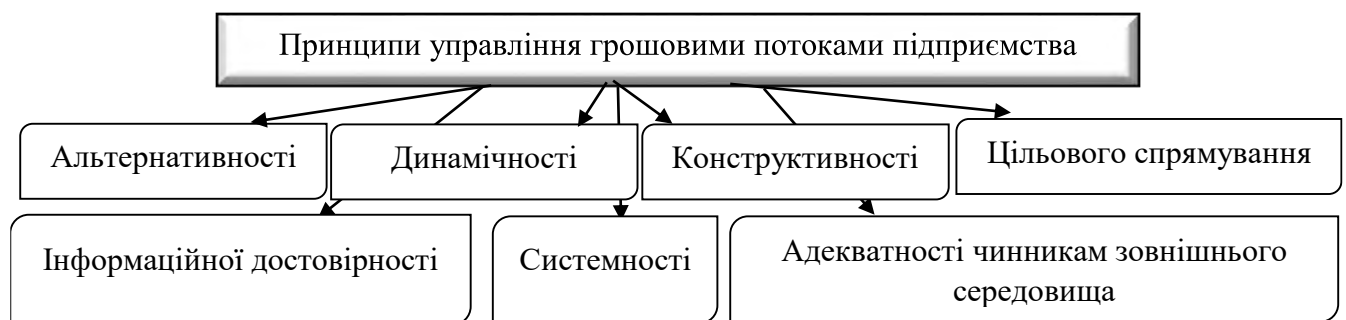 Принципи управління грошовими потоками підприємства
Альтернативності
Динамічності
Конструктивності
Цільового спрямування
Інформаційної достовірності
Системності
Адекватності чинникам зовнішнього
середовища